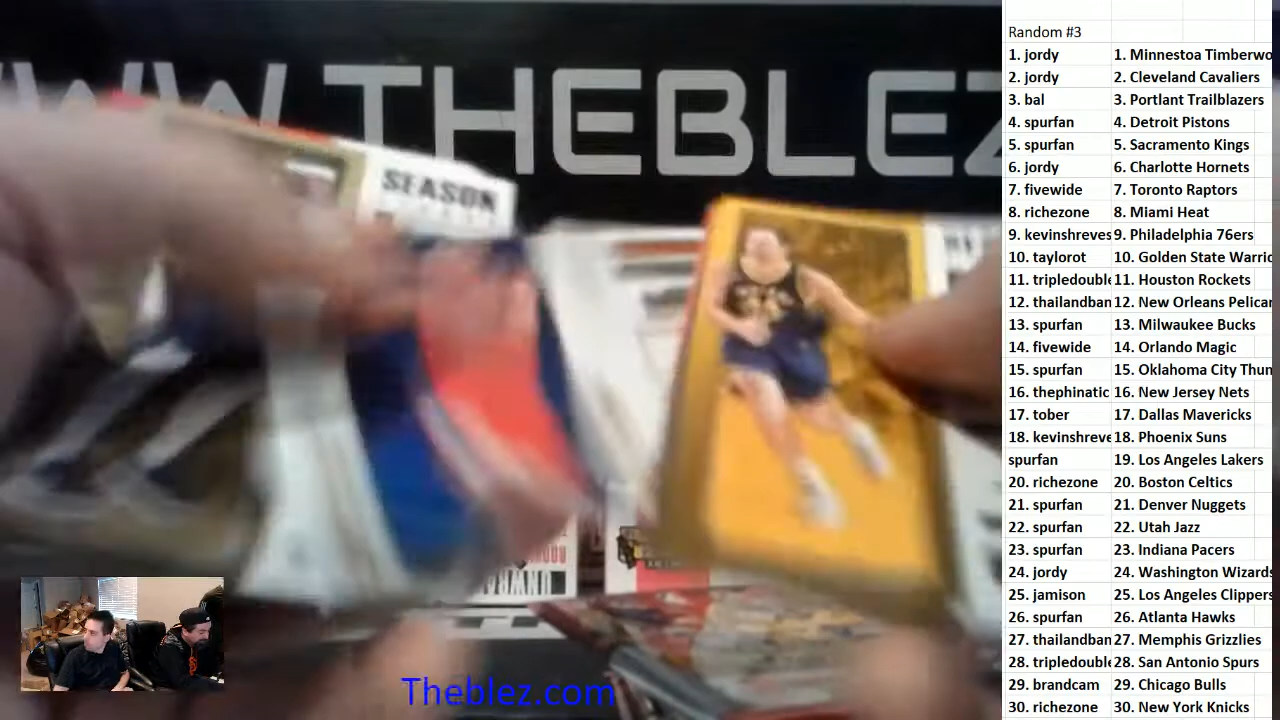 WWW.THEBLEZ
SEASON
Theblez.com
Random #3
1. jordy 1. Minnestoa Timberwo
2. jordy 2. Cleveland Cavaliers
3. bal 3. Portlant Trailblazers
4. spurfan 4. Detroit Pistons
5. spurfan 5. Sacramento Kings
6. jordy 6. Charlotte Hornets
7. fivewide 7. Toronto Raptors
8. richezone 8. Miami Heat
9. kevinshreves 9. Philadelphia 76ers
10. taylorot 10. Golden State Warrio
11. tripledouble 11. Houston Rockets
12. thailandban 12. New Orleans Pelican
13. spurfan 13. Milwaukee Bucks
14. fivewide 14. Orlando Magic
15. spurfan 15. Oklahoma City Thun
16. thephinatic 16. New Jersey Nets
17. tober 17. Dallas Mavericks
18. kevinshreve 18. Phoenix Suns
spurfan 19. Los Angeles Lakers
20. richezone 20. Boston Celtics
21. spurfan 21. Denver Nuggets
22. spurfan 22. Utah Jazz
23. spurfan 23. Indiana Pacers
24. jordy 24. Washington Wizards
25. jamison 25. Los Angeles Clippers
26. spurfan 26. Atlanta Hawks
27. thailandban 27. Memphis Grizzlies
28. tripledouble 28. San Antonio Spurs
29. brandcam 29. Chicago Bulls
30. richezone 30. New York Knicks